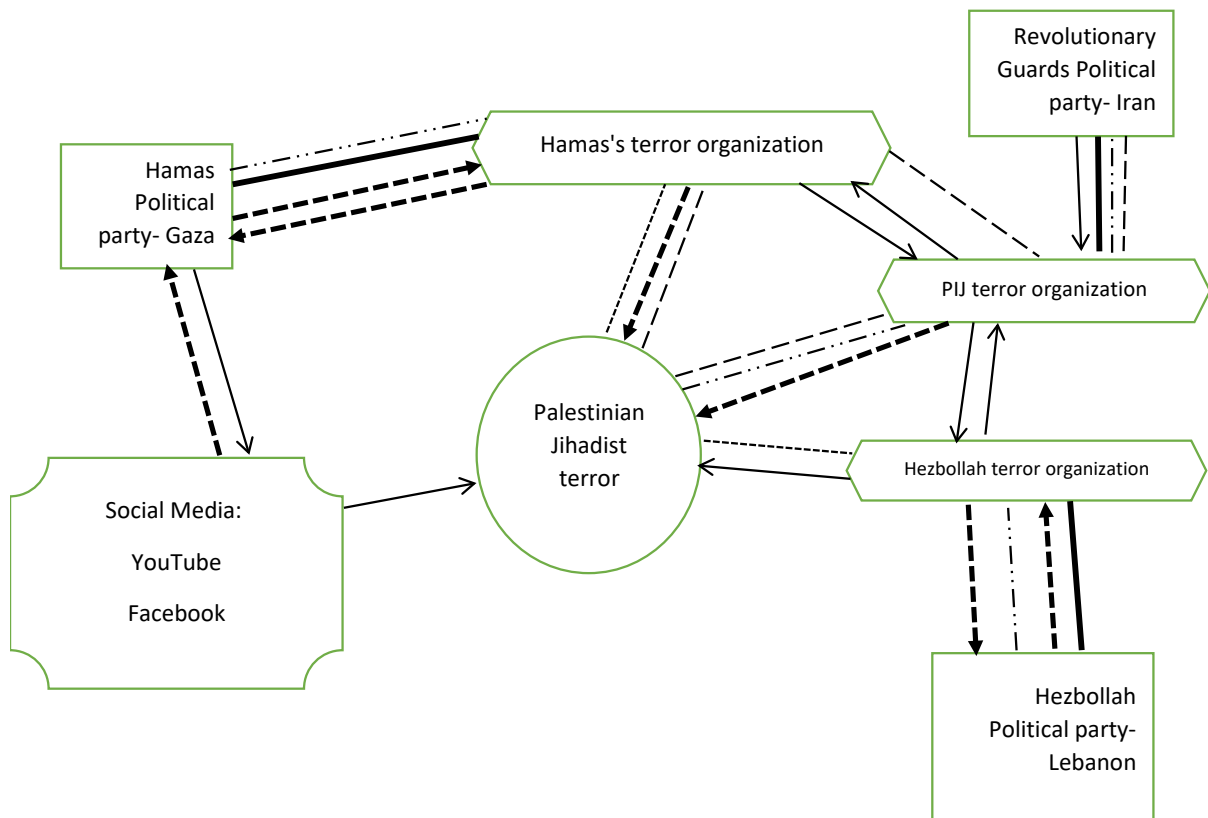 Revolutionary
Guards Political
party- Iran
Hamas's terror organization
Hamas
Political
party- Gaza
PIJ terror organization
Palestinian
Jihadist
terror
Hezbollah terror organization
Social Media:
YouTube
Facebook
Hezbollah
Political party-
Lebanon